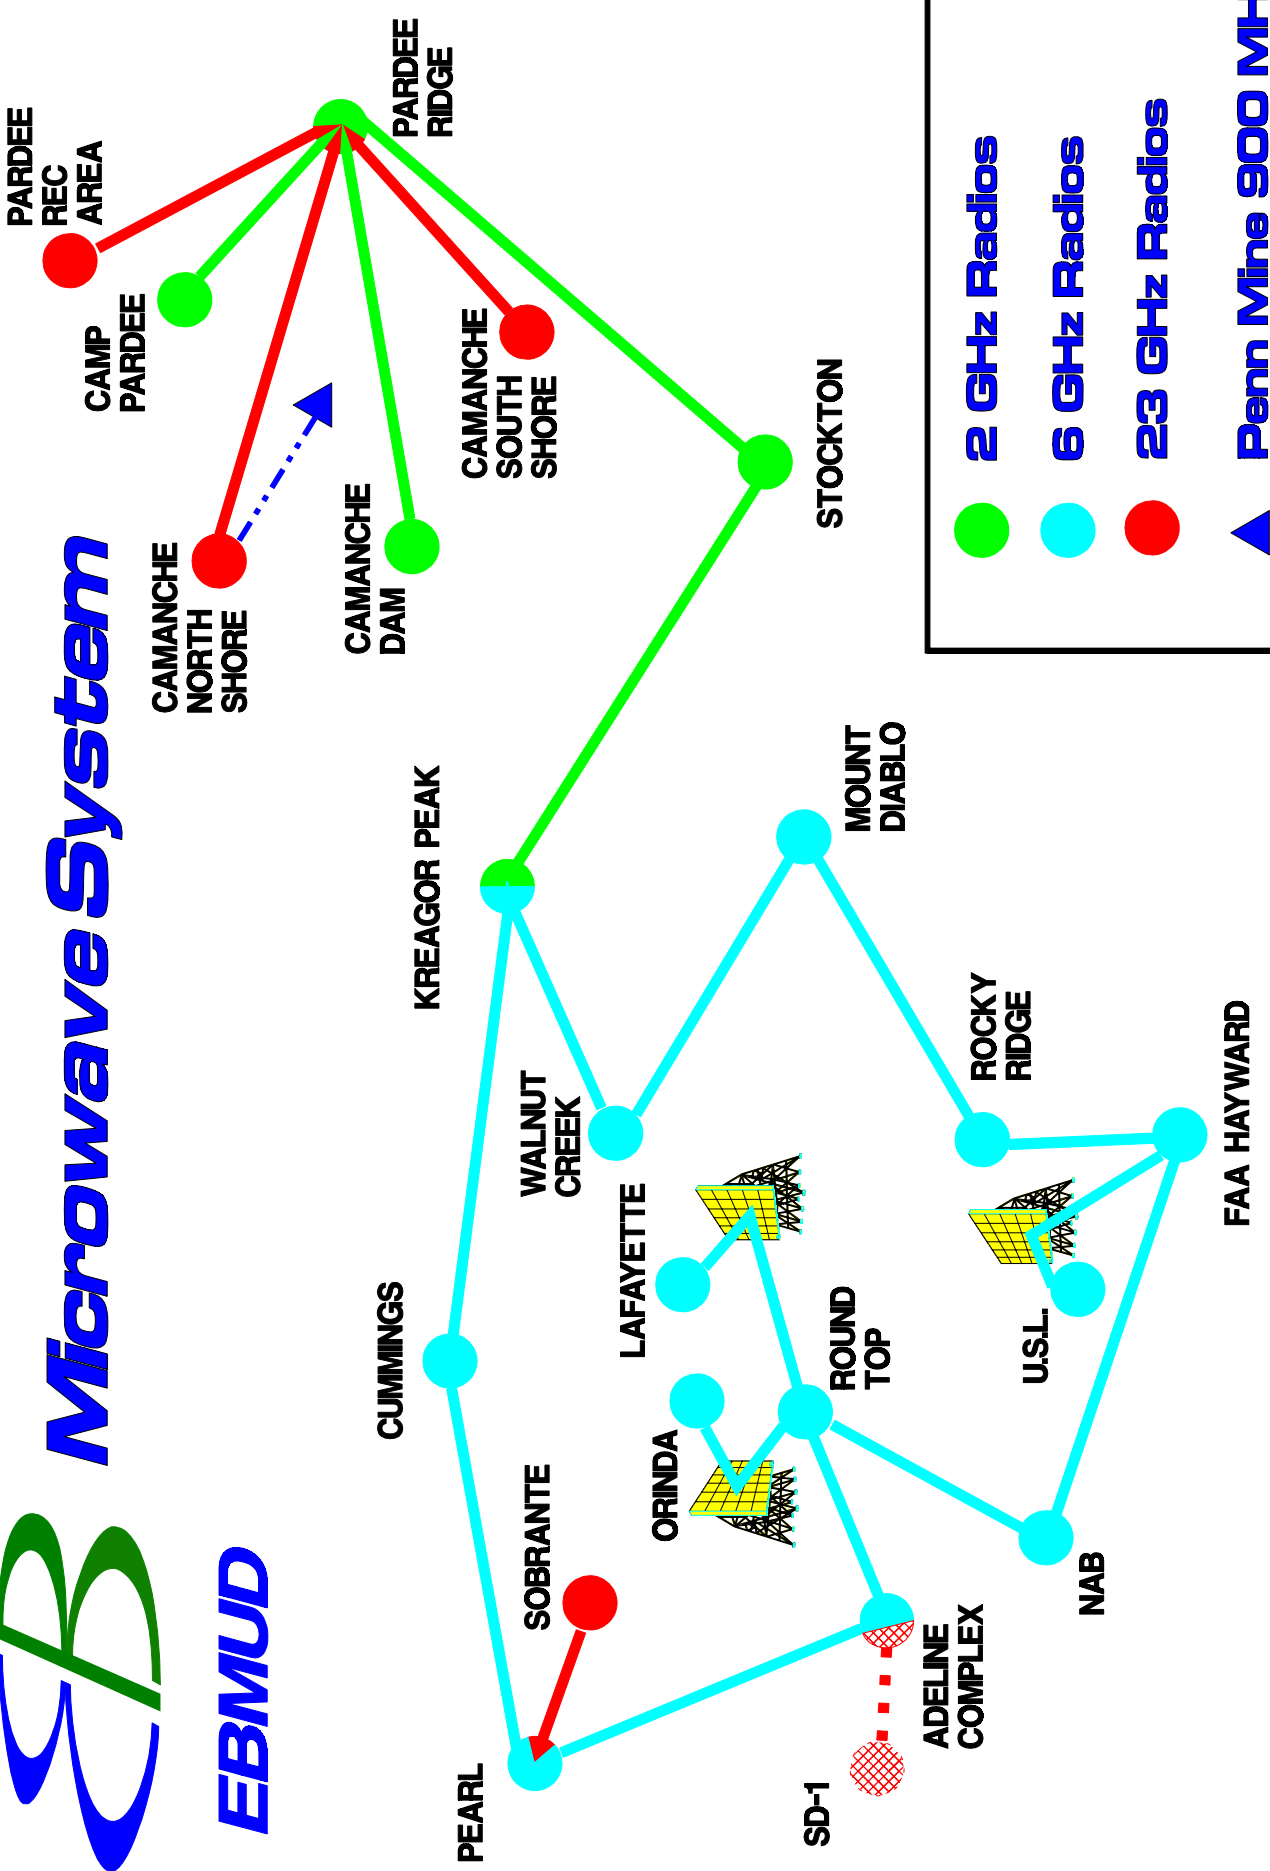 EB
EBMUD
Microwave System
PARDEE
REC
AREA
CAMP
PARDEE
PARDEE
RIDGE
CAMANCHE
NORTH
SHORE
CAMANCHE
DAM
CAMANCHE
SOUTH
SHORE
STOCKTON
KREAGOR PEAK
MOUNT
DIABLO
WALNUT
CREEK
ROCKY
RIDGE
CUMMINGS
LAFAYETTE
FAA HAYWARD
SOBRANTE
ORINDA
ROUND
TOP
U.S.L.
PEARL
SD-1
ADELINE
COMPLEX
NAB
2 GHz Radios
6 GHz Radios
23 GHz Radios
Penn Mine 900 MH